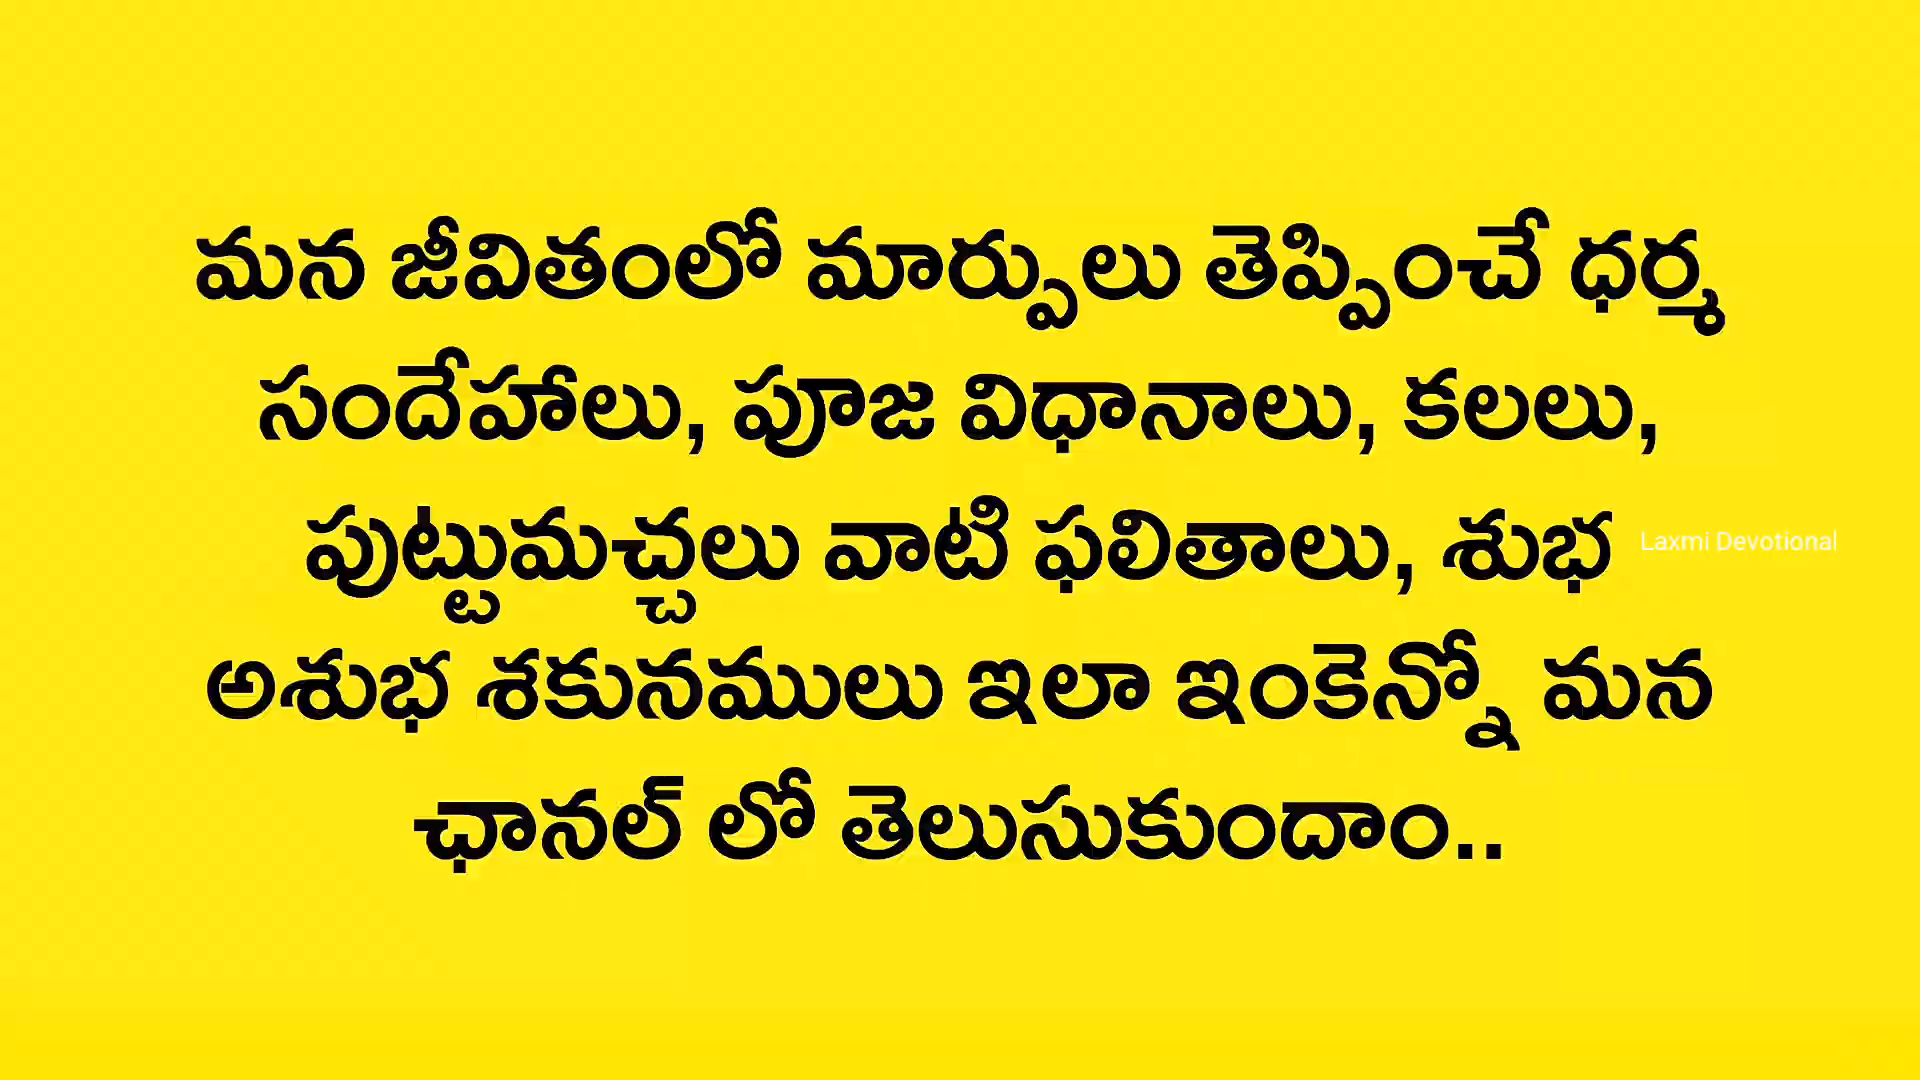 మన జీవితంలో మార్పులు తెప్పించే ధర్మ
సందేహాలు, పూజ విధానాలు, కలలు,
పుట్టుమచ్చలు వాటి ఫలితాలు, శుభ
Laxmi Devotional
అశుభ శకునములు ఇలా ఇంకెన్నో మన
ఛానల్ లో తెలుసుకుందాం..